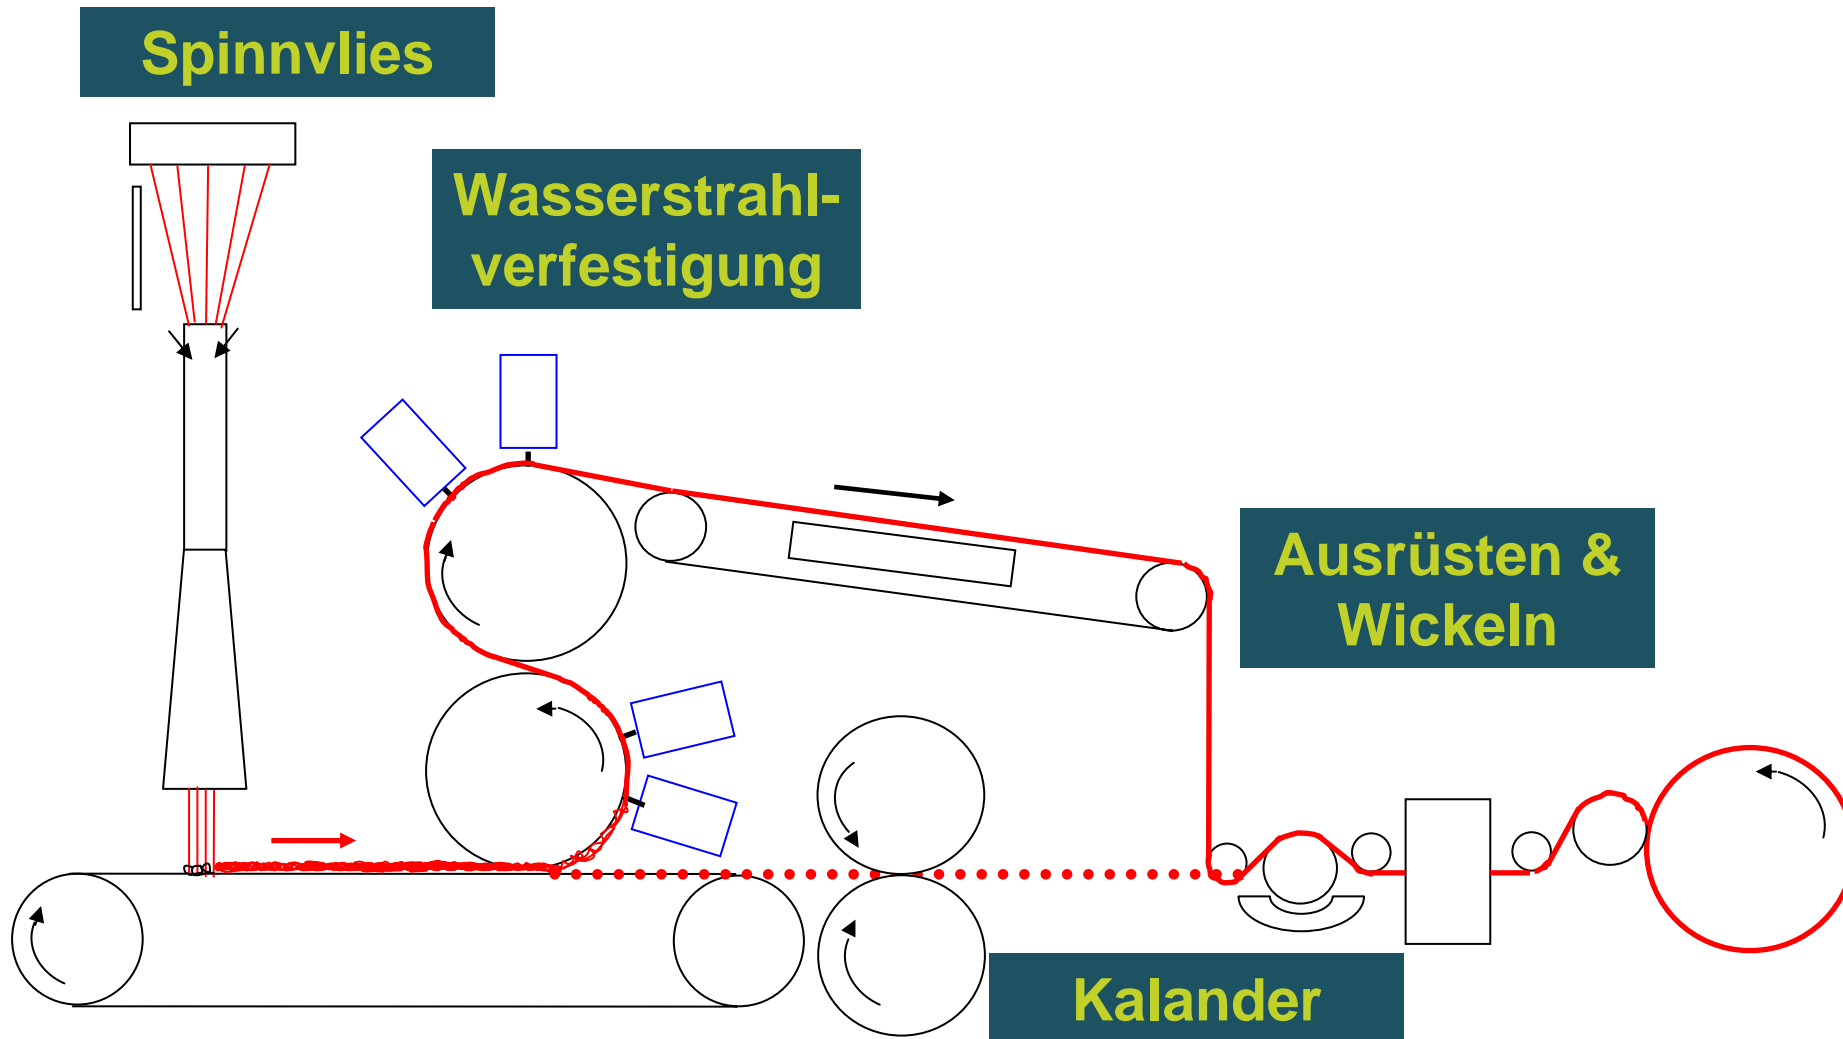 Spinnvlies
Wasserstrahl-
verfestigung
Ausrüsten &
Wickeln
Kalander